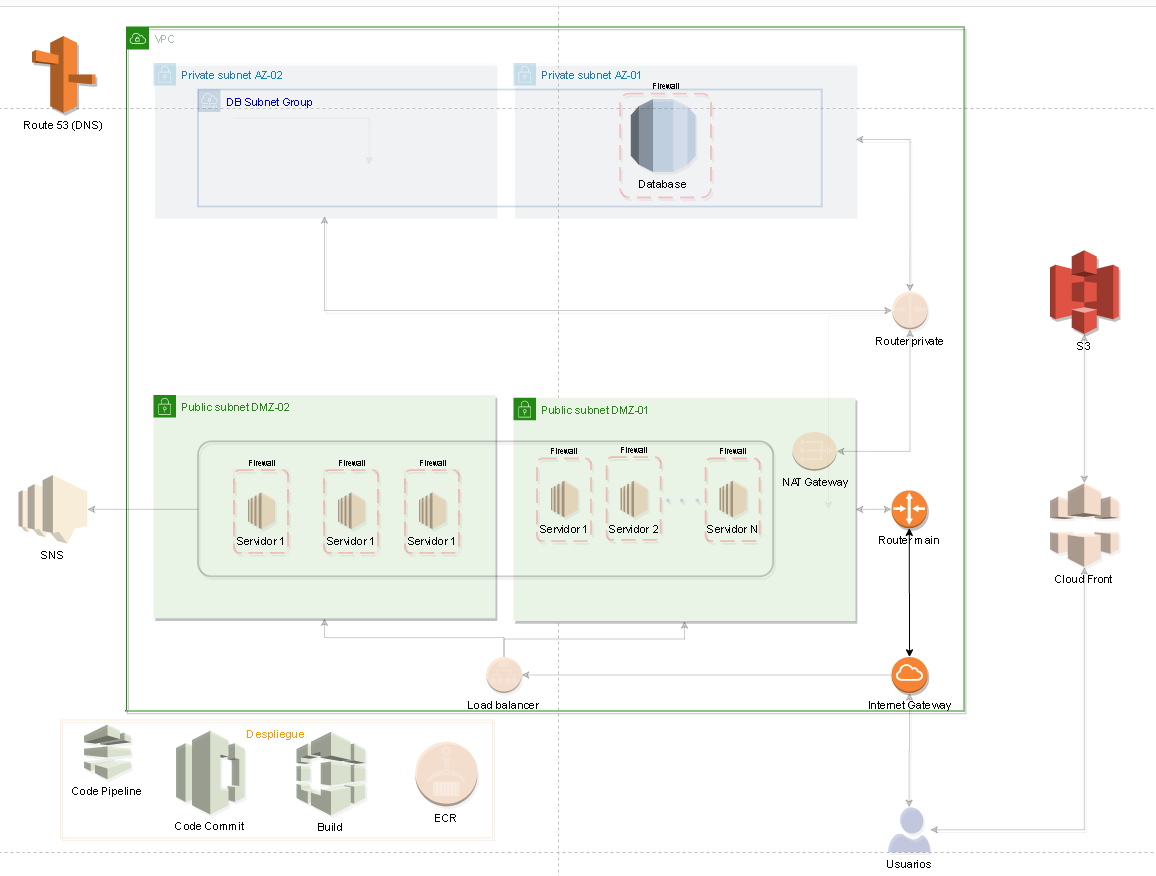 VPC
Route 53 (DNS)
Private subnet AZ-02
Private subnet AZ-01
DB Subnet Group
Firewall
Database
Router private
S3
Public subnet DMZ-02
Public subnet DMZ-01
Firewall
Firewall
Firewall
Firewall
Firewall
Firewall
Servidor 1
Servidor 1
Servidor 1
Servidor 1
Servidor 2
Servidor N
NAT Gateway
SNS
Router main
Cloud Front
Load balancer
Internet Gateway
Despliegue
Code Pipeline
Code Commit
Build
ECR
Usuarios